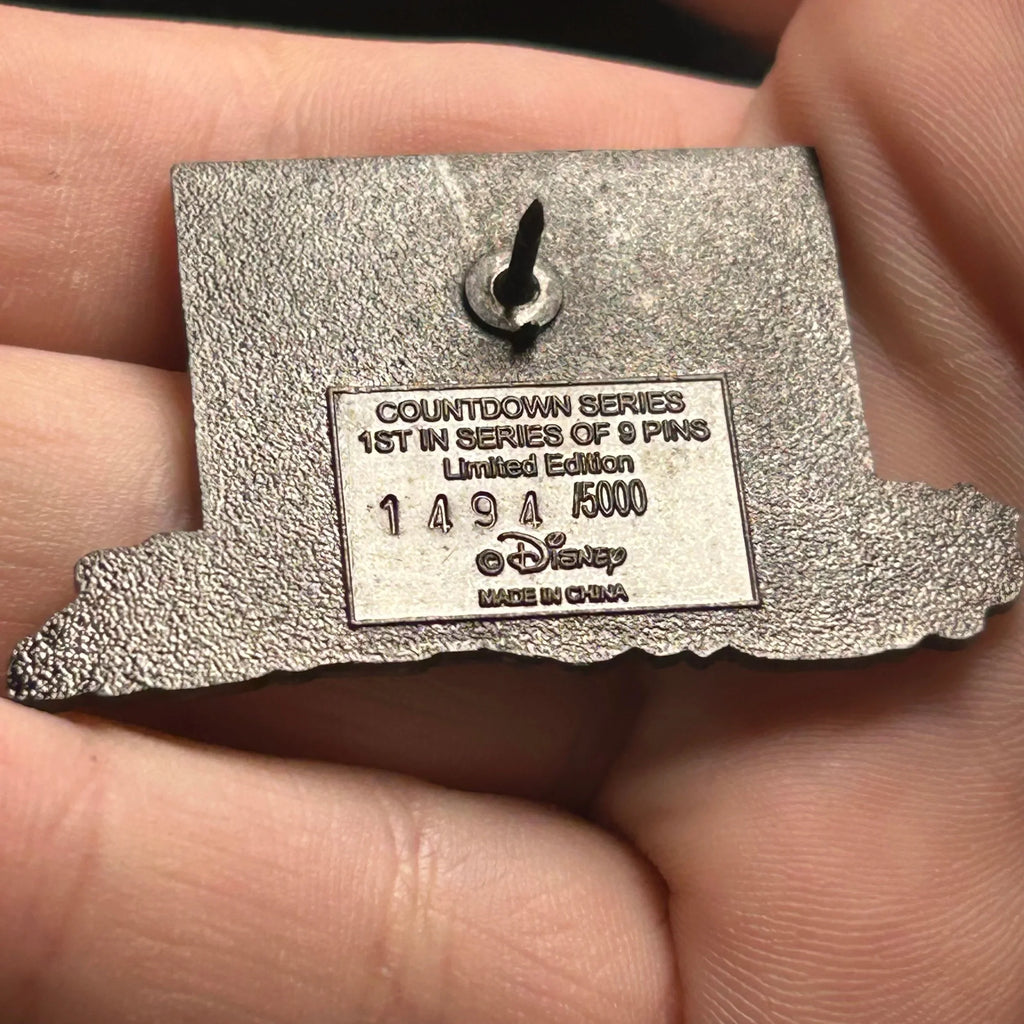 COUNTDOWN SERIES
1ST IN SERIES OF 9 PINS
Limited Edition
1494 /5000
© Disney
MADE IN CHINA